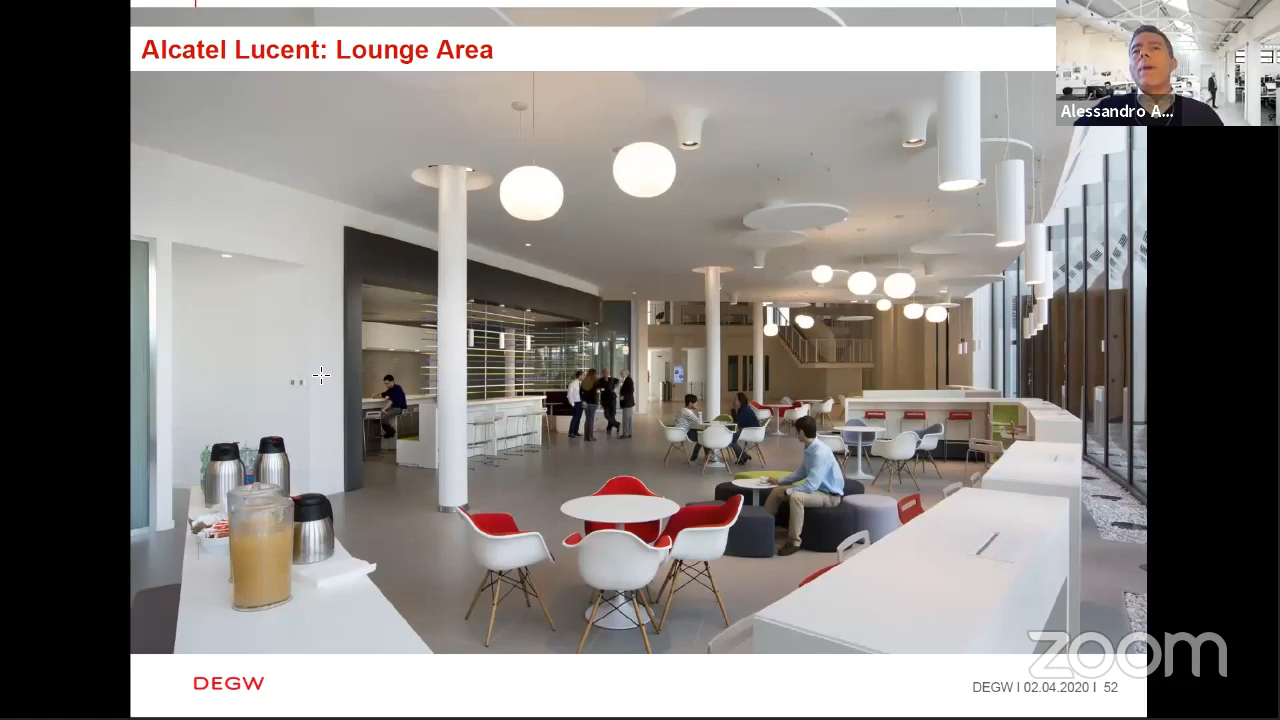 Alcatel Lucent: Lounge Area
Alessandro A...
DEGW
zoom
DEGW I 02.04.2020 I 52